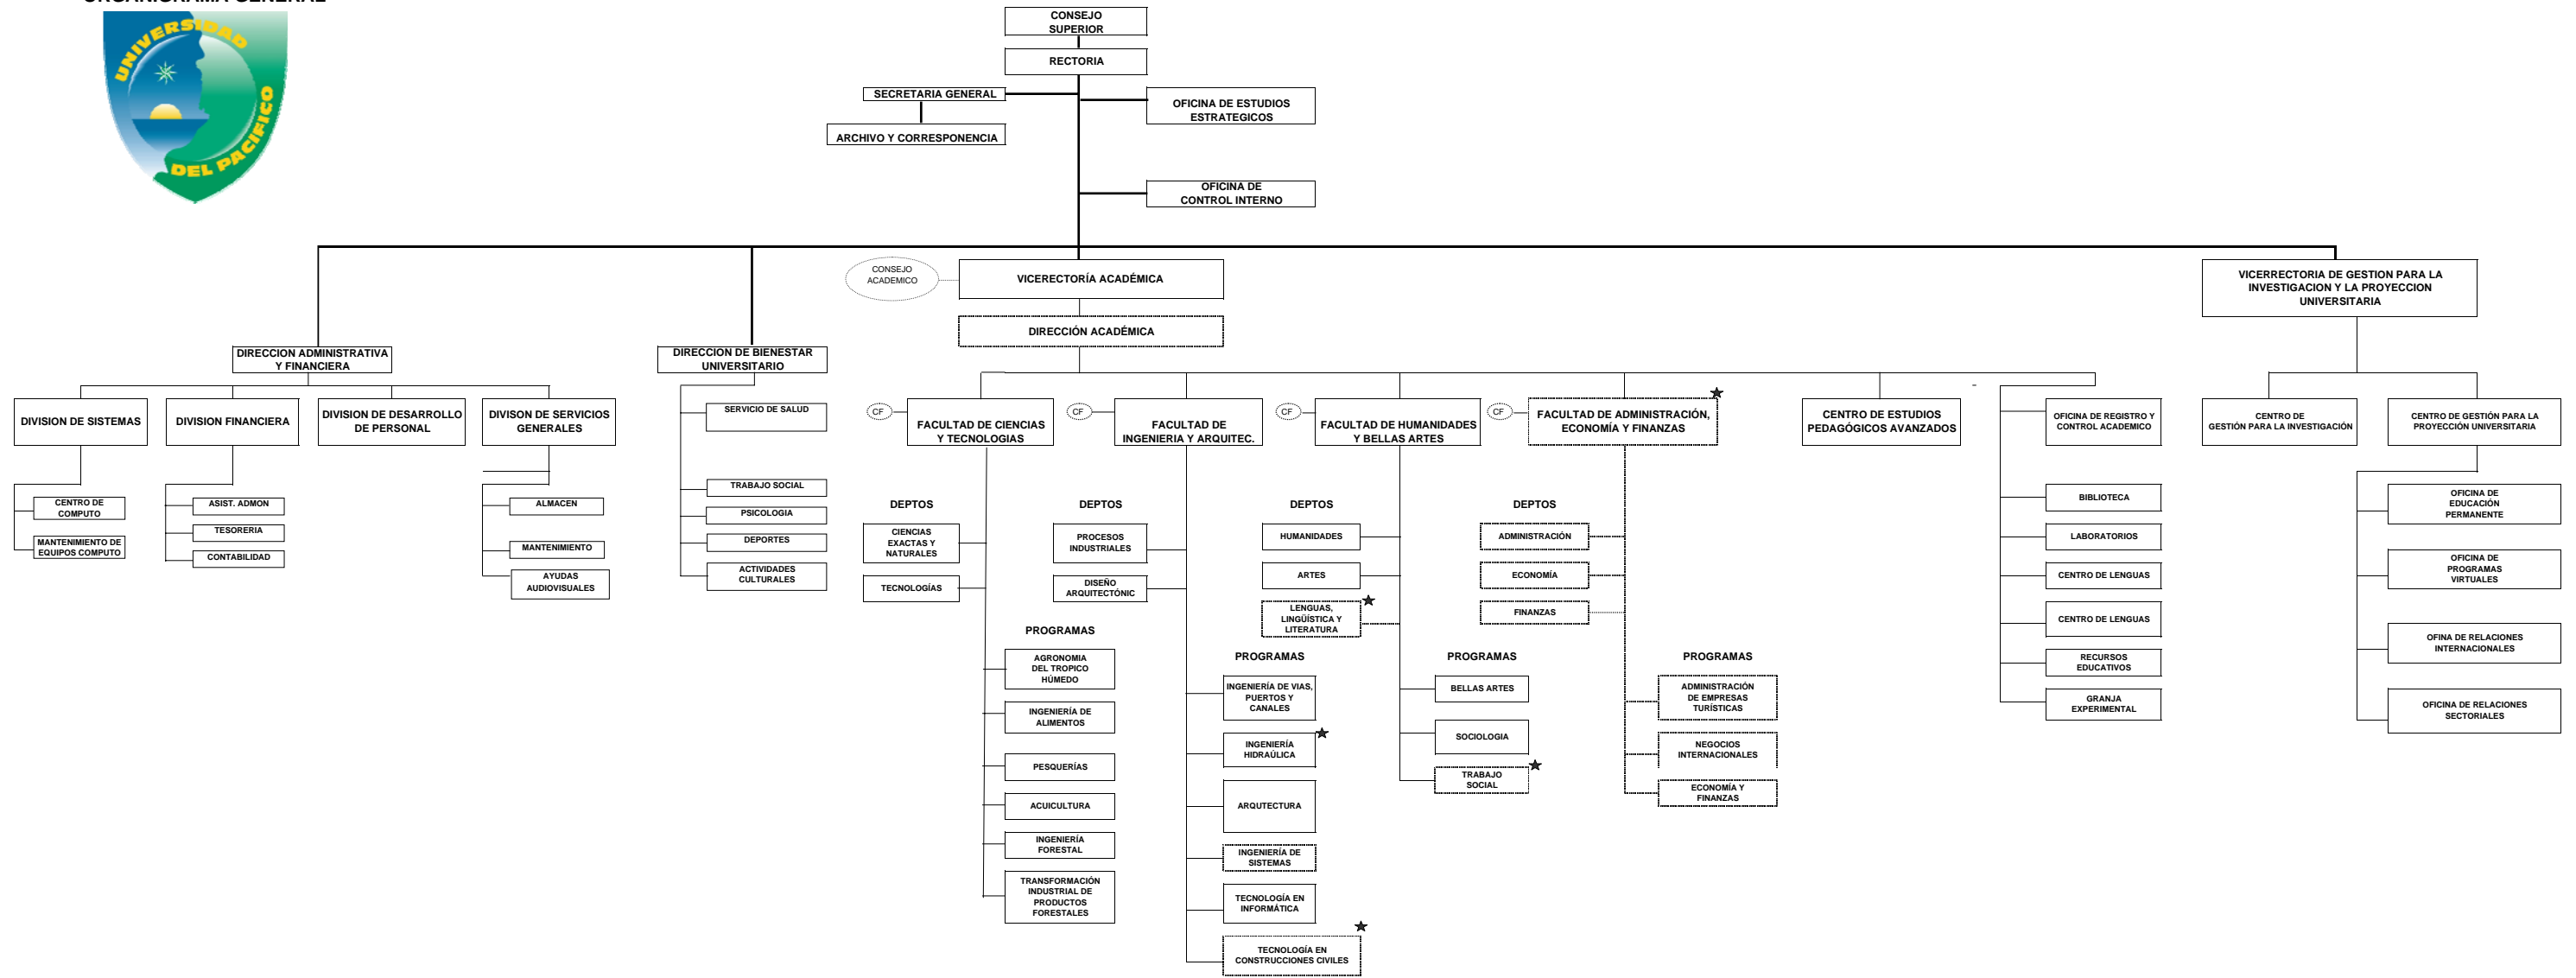 ORGANIGRAMA GENERAL
UNIVERSIDAD
DEL PACIFICO
CONSEJO
SUPERIOR
RECTORIA
SECRETARIA GENERAL
ARCHIVO Y CORRESPONENCIA
OFICINA DE ESTUDIOS
ESTRATEGICOS
OFICINA DE
CONTROL INTERNO
CONSEJO
ACADEMICO
VICERECTORÍA ACADÉMICA
DIRECCIÓN ACADÉMICA
VICERRECTORIA DE GESTION PARA LA
INVESTIGACION Y LA PROYECCION
UNIVERSITARIA
DIRECCION ADMINISTRATIVA
Y FINANCIERA
DIRECCION DE BIENESTAR
UNIVERSITARIO
DIVISION DE SISTEMAS
CENTRO DE
COMPUTO
MANTENIMIENTO DE
EQUIPOS COMPUTO
DIVISION FINANCIERA
ASIST. ADMON
TESORERIA
CONTABILIDAD
DIVISION DE DESARROLLO
DE PERSONAL
DIVISON DE SERVICIOS
GENERALES
ALMACEN
MANTENIMIENTO
AYUDAS
AUDIOVISUALES
SERVICIO DE SALUD
TRABAJO SOCIAL
PSICOLOGIA
DEPORTES
ACTIVIDADES
CULTURALES
CF
FACULTAD DE CIENCIAS
Y TECNOLOGIAS
DEPTOS
CIENCIAS
EXACTAS Y
NATURALES
TECNOLOGÍAS
PROGRAMAS
AGRONOMIA
DEL TROPICO
HÚMEDO
INGENIERÍA DE
ALIMENTOS
PESQUERÍAS
ACUICULTURA
INGENIERÍA
FORESTAL
TRANSFORMACIÓN
INDUSTRIAL DE
PRODUCTOS
FORESTALES
CF
FACULTAD DE
INGENIERIA Y ARQUITEC.
DEPTOS
PROCESOS
INDUSTRIALES
DISEÑO
ARQUITECTÓNIC
PROGRAMAS
INGENIERÍA DE VIAS,
PUERTOS Y
CANALES
INGENIERÍA
HIDRAÚLICA
ARQUTECTURA
INGENIERÍA DE
SISTEMAS
TECNOLOGÍA EN
INFORMÁTICA
TECNOLOGÍA EN
CONSTRUCCIONES CIVILES
CF
FACULTAD DE HUMANIDADES
Y BELLAS ARTES
DEPTOS
HUMANIDADES
ARTES
LENGUAS,
LINGÜÍSTICA Y
LITERATURA
PROGRAMAS
BELLAS ARTES
SOCIOLOGIA
TRABAJO
SOCIAL
CF
FACULTAD DE ADMINISTRACIÓN,
ECONOMÍA Y FINANZAS
DEPTOS
ADMINISTRACIÓN
ECONOMÍA
FINANZAS
PROGRAMAS
ADMINISTRACIÓN
DE EMPRESAS
TURÍSTICAS
NEGOCIOS
INTERNACIONALES
ECONOMÍA Y
FINANZAS
CENTRO DE ESTUDIOS
PEDAGÓGICOS AVANZADOS
OFICINA DE REGISTRO Y
CONTROL ACADEMICO
BIBLIOTECA
LABORATORIOS
CENTRO DE LENGUAS
CENTRO DE LENGUAS
RECURSOS
EDUCATIVOS
GRANJA
EXPERIMENTAL
CENTRO DE
GESTIÓN PARA LA INVESTIGACIÓN
CENTRO DE GESTIÓN PARA LA
PROYECCIÓN UNIVERSITARIA
OFICINA DE
EDUCACIÓN
PERMANENTE
OFICINA DE
PROGRAMAS
VIRTUALES
OFINA DE RELACIONES
INTERNACIONALES
OFICINA DE RELACIONES
SECTORIALES